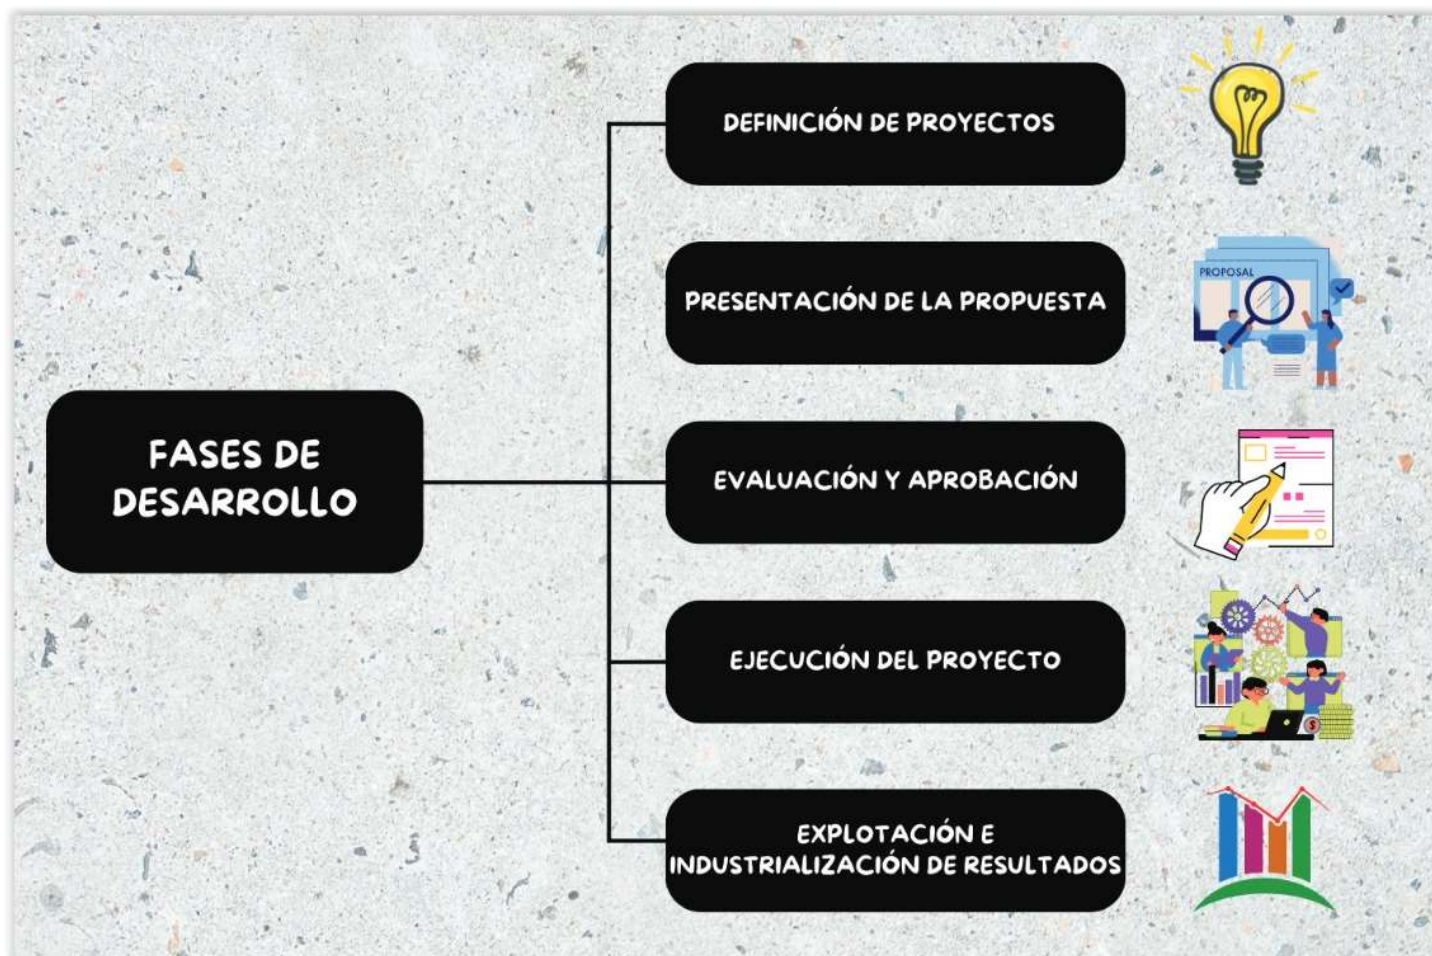 FASES DE
DESARROLLO
DEFINICIÓN DE PROYECTOS
PRESENTACIÓN DE LA PROPUESTA
PROPOSAL
EVALUACIÓN Y APROBACIÓN
EJECUCIÓN DEL PROYECTO
$
EXPLOTACIÓN E
INDUSTRIALIZACIÓN DE RESULTADOS